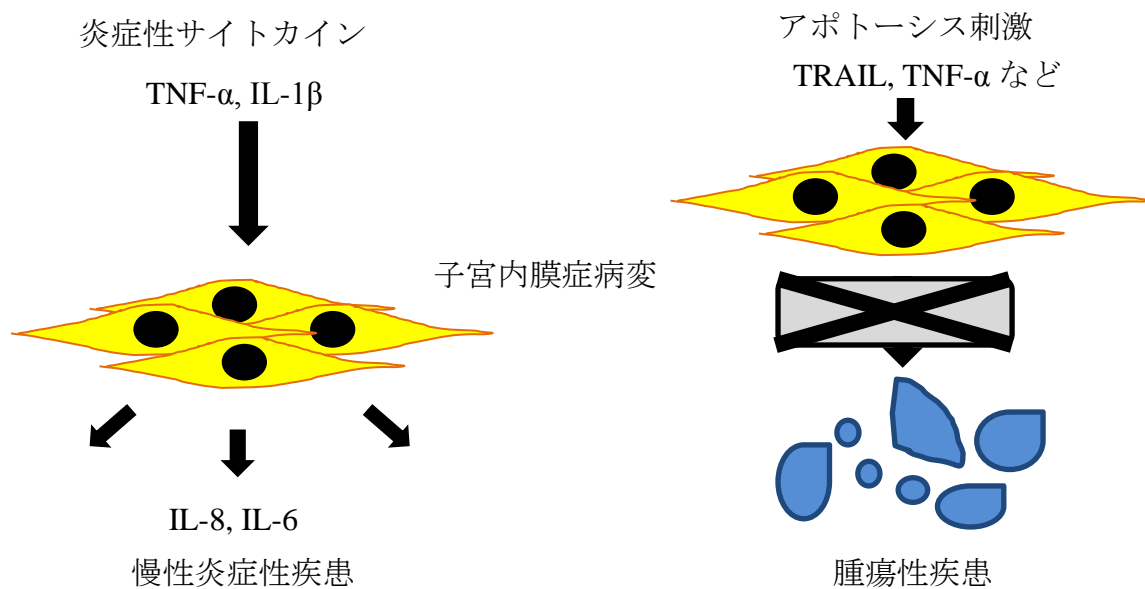 炎症性サイトカイン
TNF-α, IL-1β
アポトーシス刺激
TRAIL, TNF-α など
子宮内膜症病変
IL-8, IL-6
慢性炎症性疾患
腫瘍性疾患